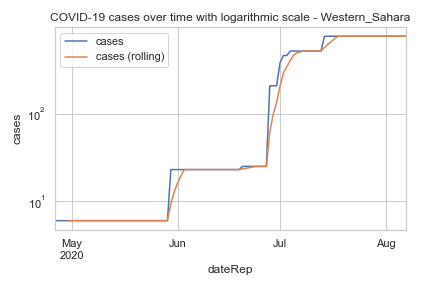 COVID-19 cases over time with logarithmic scale - Western_Sahara
cases
cases (rolling)
cases
10²
10¹
May
2020
Jun
Jul
Aug
dateRep